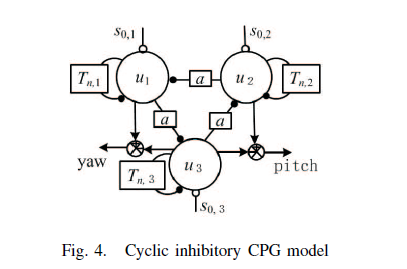 S0,1 S0,2
Tn,1 u1 a u2 Tn,2
a a
yaw Tn, 3 u3 pitch
S0, 3
Fig. 4. Cyclic inhibitory CPG model